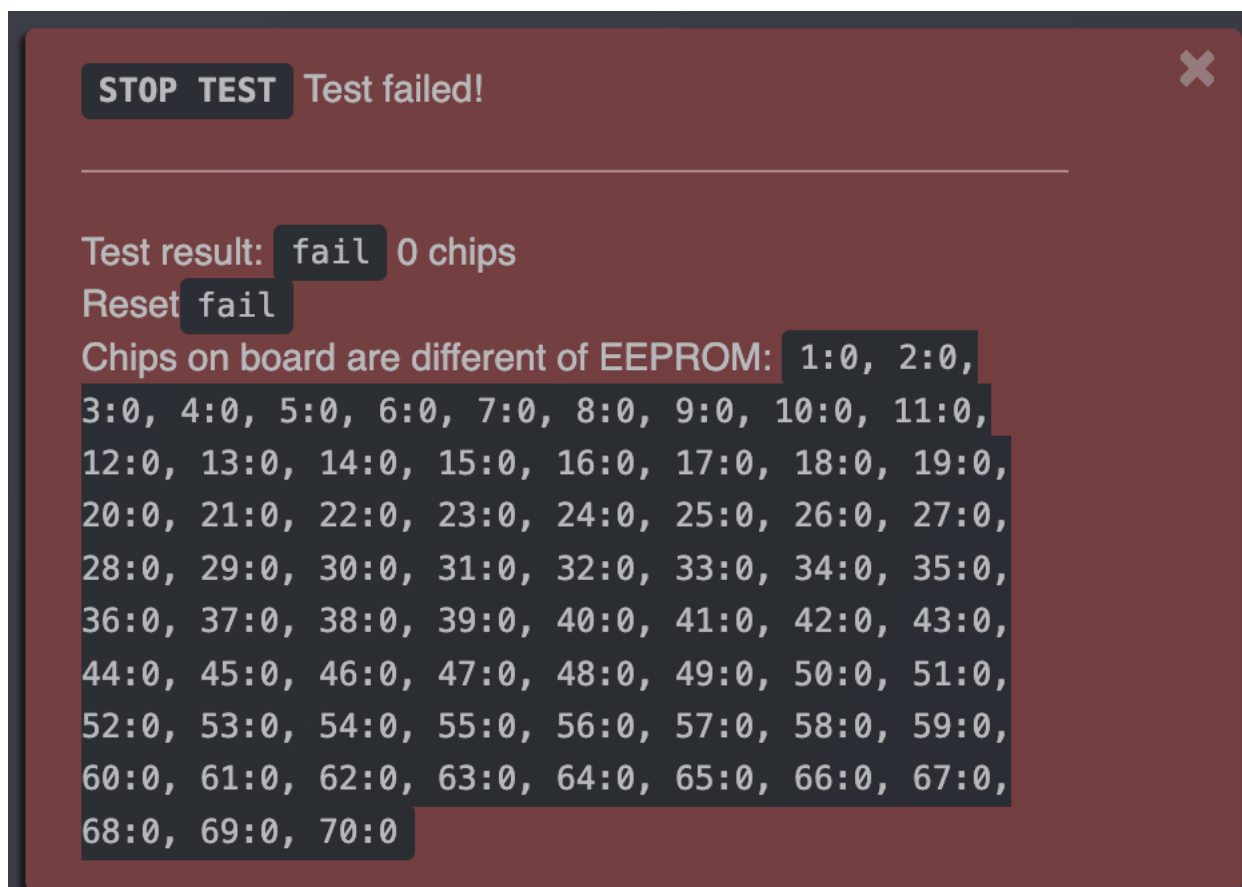 STOP TEST Test failed!
Test result: fail 0 chips
Reset fail
Chips on board are different of EEPROM: 1:0, 2:0,
3:0, 4:0, 5:0, 6:0, 7:0, 8:0, 9:0, 10:0, 11:0,
12:0, 13:0, 14:0, 15:0, 16:0, 17:0, 18:0, 19:0,
20:0, 21:0, 22:0, 23:0, 24:0, 25:0, 26:0, 27:0,
28:0, 29:0, 30:0, 31:0, 32:0, 33:0, 34:0, 35:0,
36:0, 37:0, 38:0, 39:0, 40:0, 41:0, 42:0, 43:0,
44:0, 45:0, 46:0, 47:0, 48:0, 49:0, 50:0, 51:0,
52:0, 53:0, 54:0, 55:0, 56:0, 57:0, 58:0, 59:0,
60:0, 61:0, 62:0, 63:0, 64:0, 65:0, 66:0, 67:0,
68:0, 69:0, 70:0